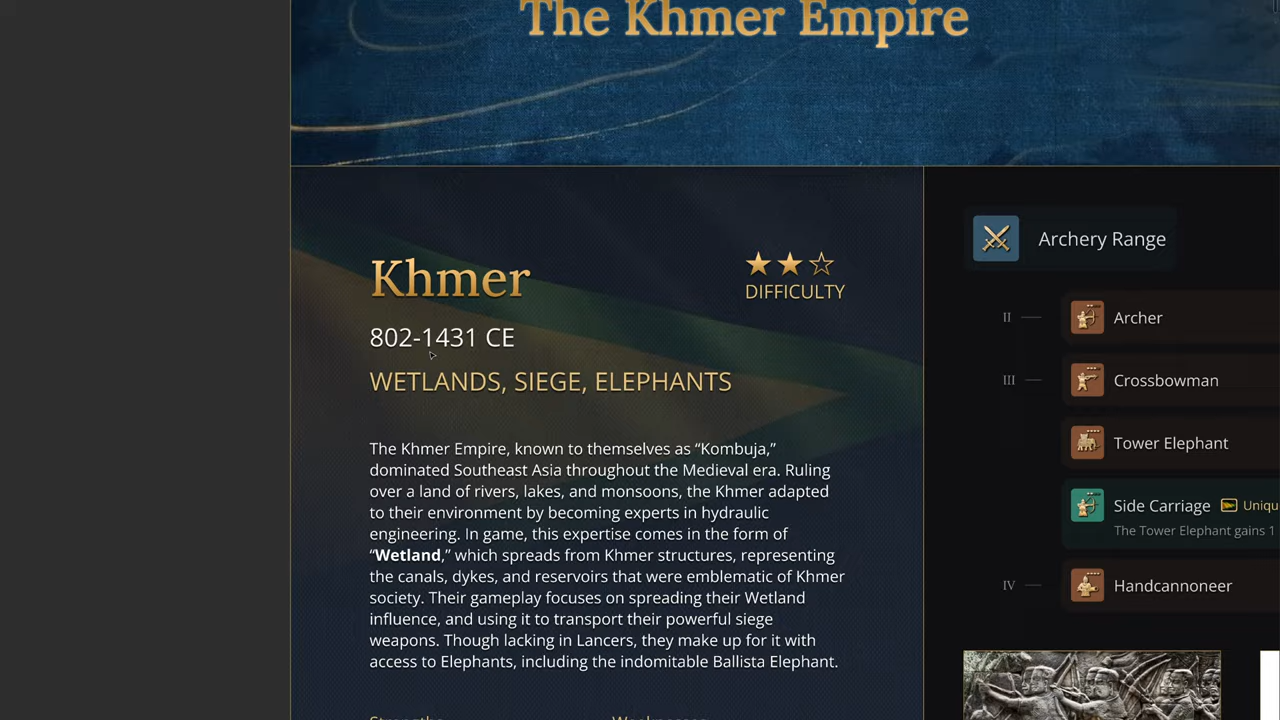 The Khmer Empire
Khmer
DIFFICULTY
802-1431 CE
WETLANDS, SIEGE, ELEPHANTS
The Khmer Empire, known to themselves as “Kombuja,”
dominated Southeast Asia throughout the Medieval era. Ruling
over a land of rivers, lakes, and monsoons, the Khmer adapted
to their environment by becoming experts in hydraulic
engineering. In game, this expertise comes in the form of
“Wetland,” which spreads from Khmer structures, representing
the canals, dykes, and reservoirs that were emblematic of Khmer
society. Their gameplay focuses on spreading their Wetland
influence, and using it to transport their powerful siege
weapons. Though lacking in Lancers, they make up for it with
access to Elephants, including the indomitable Ballista Elephant.
Archery Range
II Archer
III Crossbowman
Tower Elephant
Side Carriage Uniqu
The Tower Elephant gains 1
IV Handcannoneer